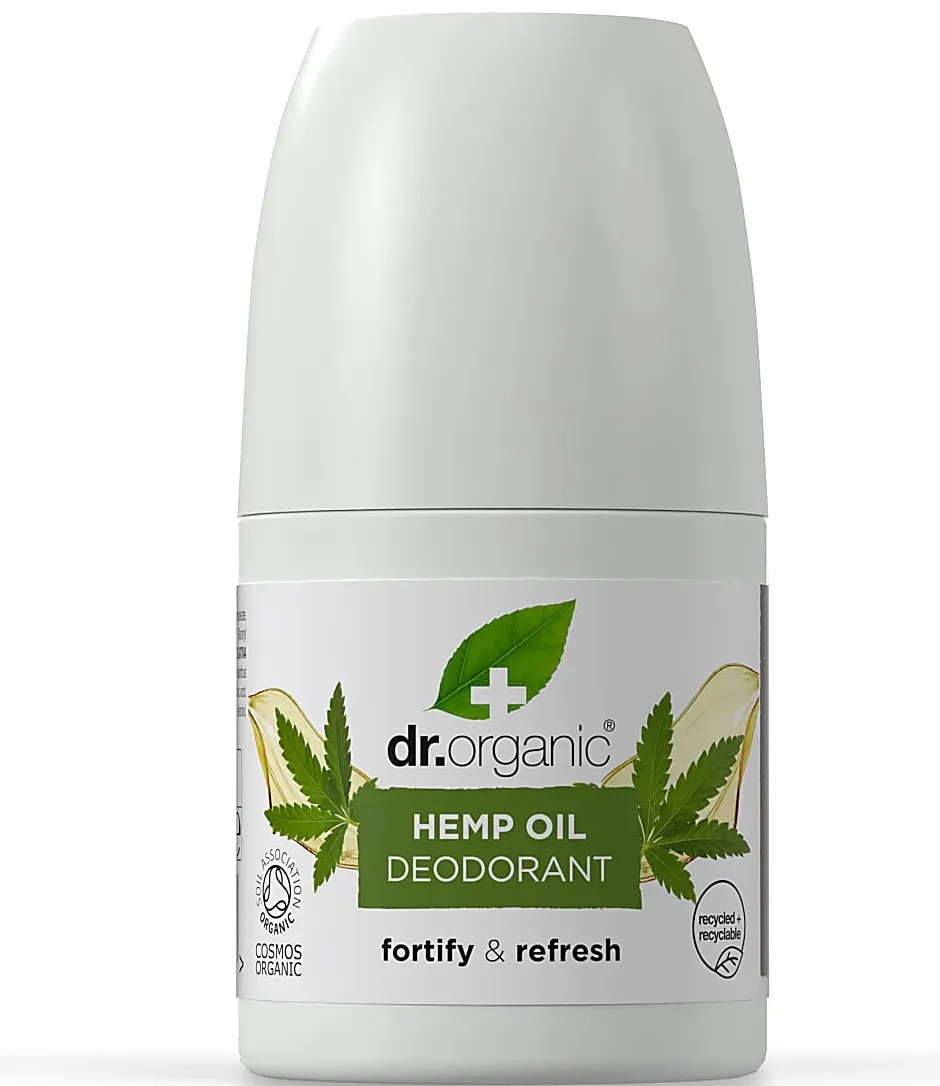 dr.organic®
HEMP OIL
DEODORANT
fortify & refresh
SOIL ASSOCIATION
ORGANIC
COSMOS
ORGANIC
recycled +
recyclable